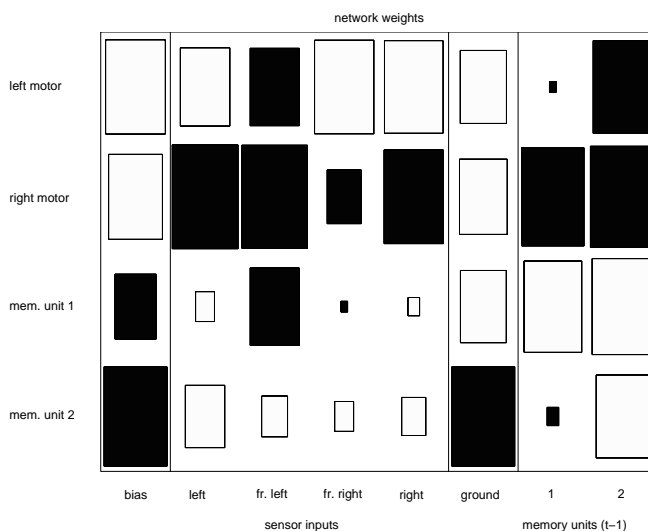 network weights
left motor
right motor
mem. unit 1
mem. unit 2
bias left fr. left fr. right right ground 1 2
sensor inputs memory units (t−1)